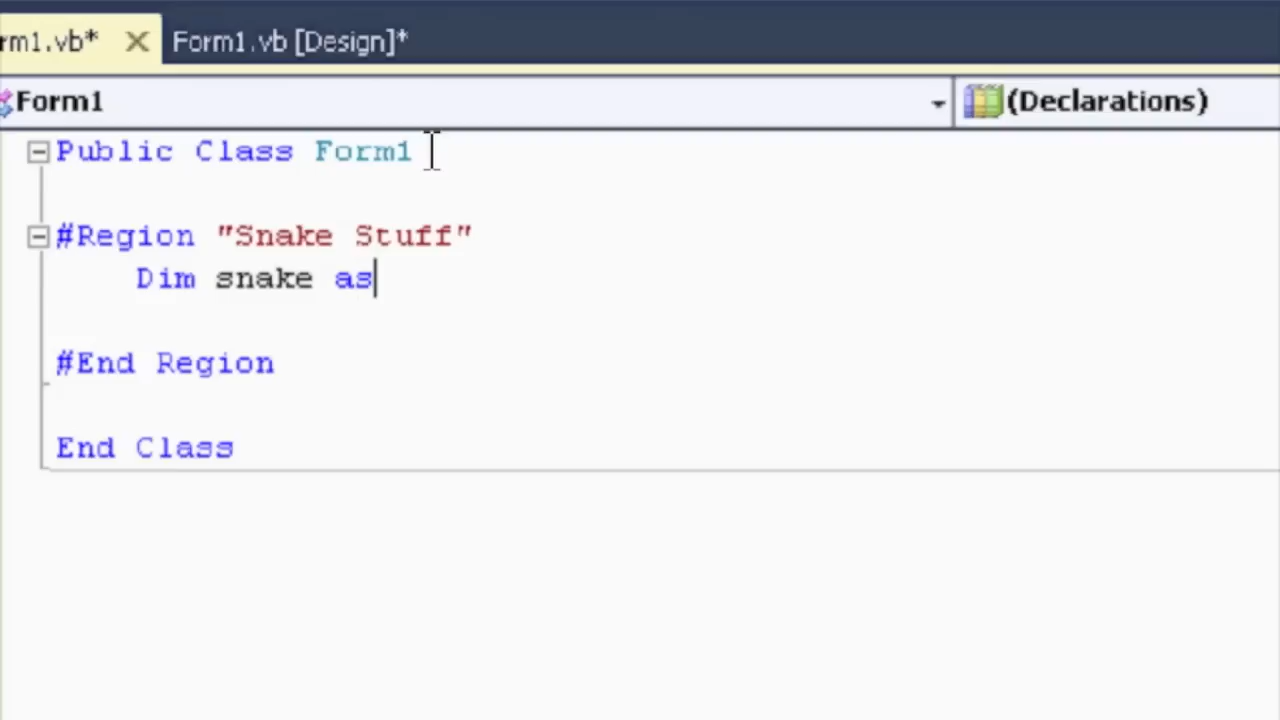 rm1.vb* Form1.vb [Design]*
Form1 (Declarations)
Public Class Form1
#Region "Snake Stuff"
Dim snake as
#End Region
End Class